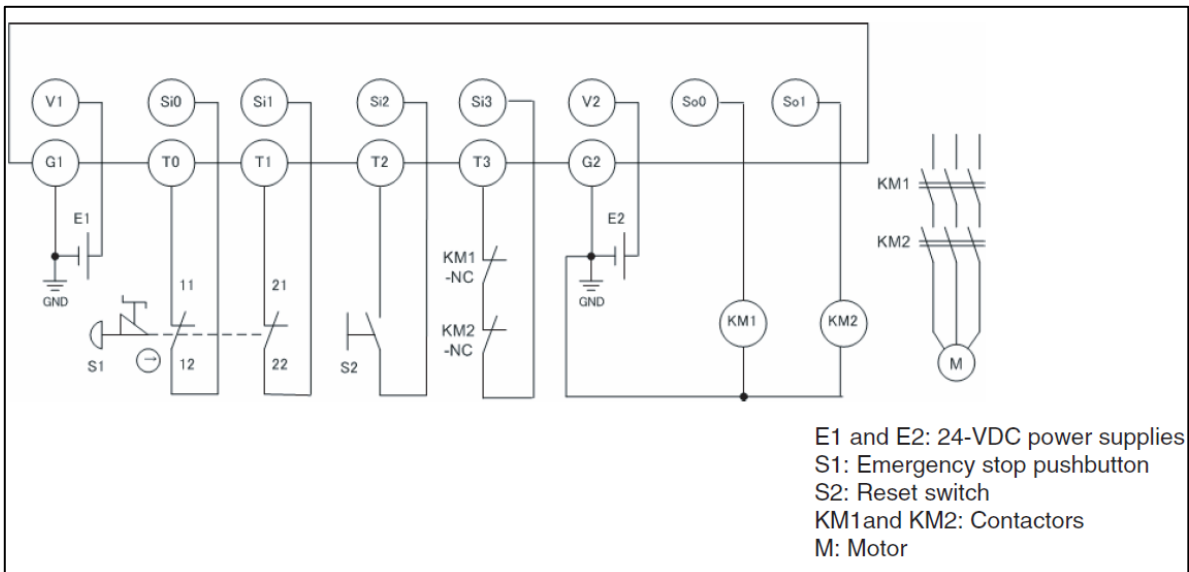 V1 Si0 Si1 Si2 Si3 V2 So0 So1
G1 T0 T1 T2 T3 G2
KM1
E1 E2
KM2
KM1
-NC
GND 11 21 GND
KM2
-NC
KM1 KM2
S1 12 22 S2
M
E1 and E2: 24-VDC power supplies
S1: Emergency stop pushbutton
S2: Reset switch
KM1and KM2: Contactors
M: Motor